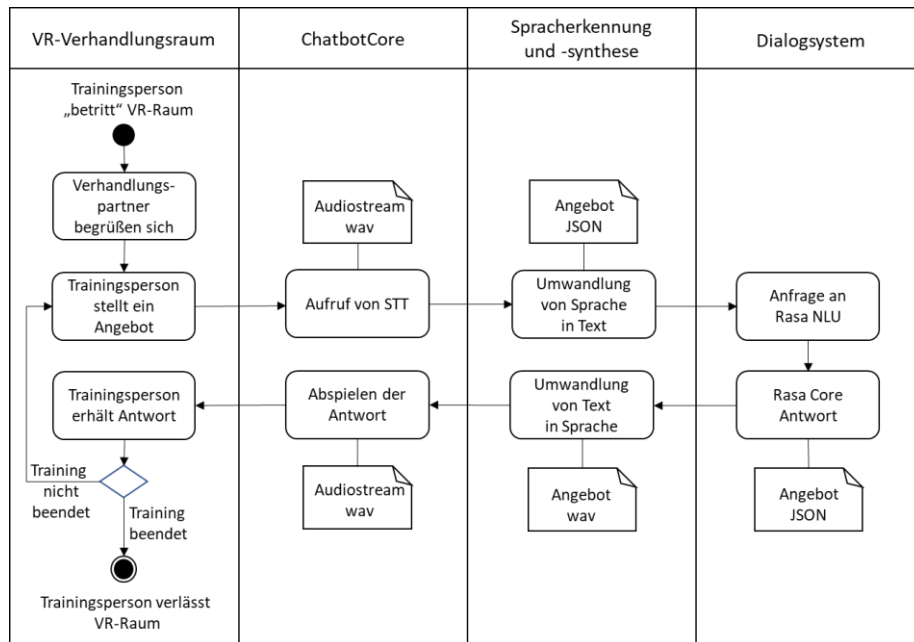 VR-Verhandlungsraum
ChatbotCore
Spracherkennung
und -synthese
Dialogsystem
Trainingsperson
„betritt“ VR-Raum
Verhandlungs-
partner
begrüßen sich
Audiostream
wav
Angebot
JSON
Trainingsperson
stellt ein
Angebot
Aufruf von STT
Umwandlung
von Sprache
in Text
Anfrage an
Rasa NLU
Trainingsperson
erhält Antwort
Abspielen der
Antwort
Umwandlung
von Text
in Sprache
Rasa Core
Antwort
Training
nicht
beendet
Training
beendet
Audiostream
wav
Angebot
wav
Angebot
JSON
Trainingsperson verlässt
VR-Raum